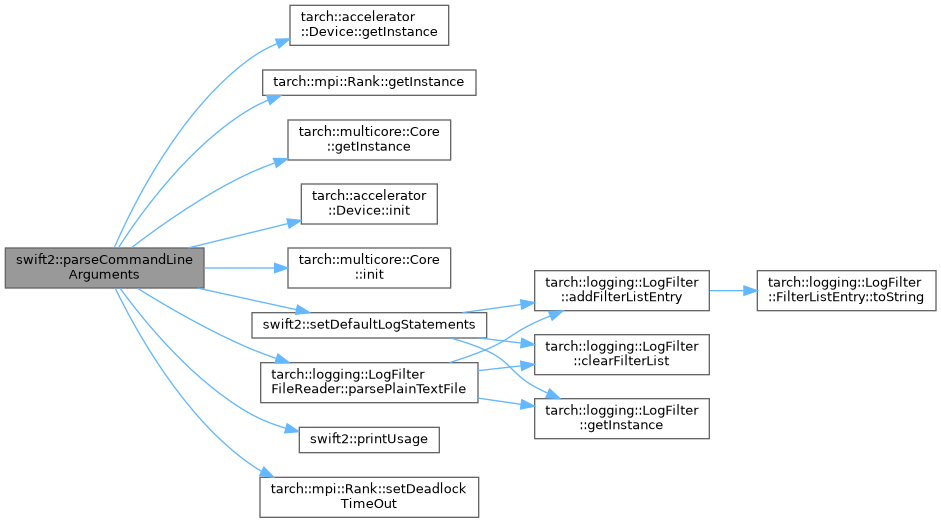 tarch::accelerator
::Device::getInstance
tarch::mpi::Rank::getInstance
tarch::multicore::Core
::getInstance
tarch::accelerator
::Device::init
swift2::parseCommandLine
Arguments
tarch::multicore::Core
::init
swift2::setDefaultLogStatements
tarch::logging::LogFilter
FileReader::parsePlainTextFile
swift2::printUsage
tarch::mpi::Rank::setDeadlock
TimeOut
tarch::logging::LogFilter
::addFilterListEntry
tarch::logging::LogFilter
::clearFilterList
tarch::logging::LogFilter
::getInstance
tarch::logging::LogFilter
::FilterListEntry::toString